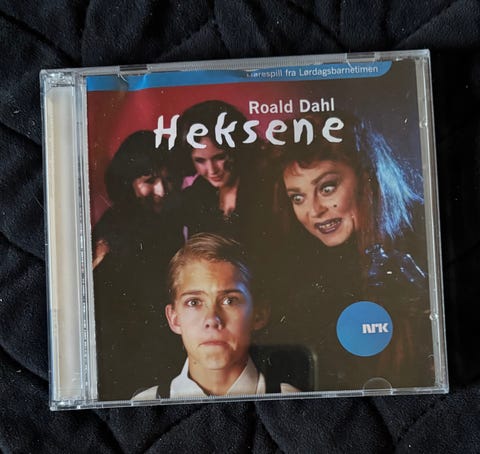 Hørespill fra Lørdagsbarnetimen
Roald Dahl
Heksene
NRK